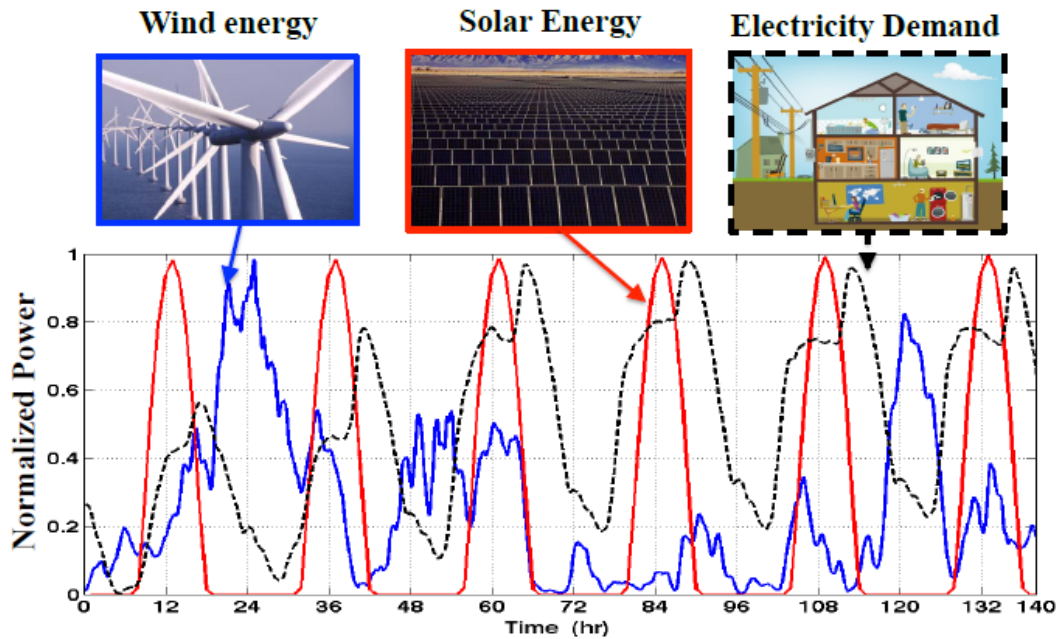 Wind energy
Solar Energy
Electricity Demand
Normalized Power
1
0.8
0.6
0.4
0.2
0
0 12 24 36 48 60 72 84 96 108 120 132 140
Time (hr)